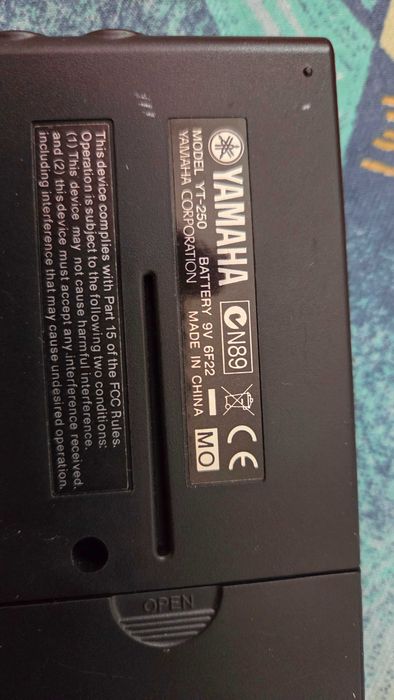 YAMAHA N89 CE
MODEL YT-250 BATTERY 9V 6F22
YAMAHA CORPORATION MADE IN CHINA MO
This device complies with Part 15 of the FCC Rules.
Operation is subject to the following two conditions:
(1) This device may not cause harmful interference.
and (2) this device must accept any interference received,
including interference that may cause undesired operation.
OPEN